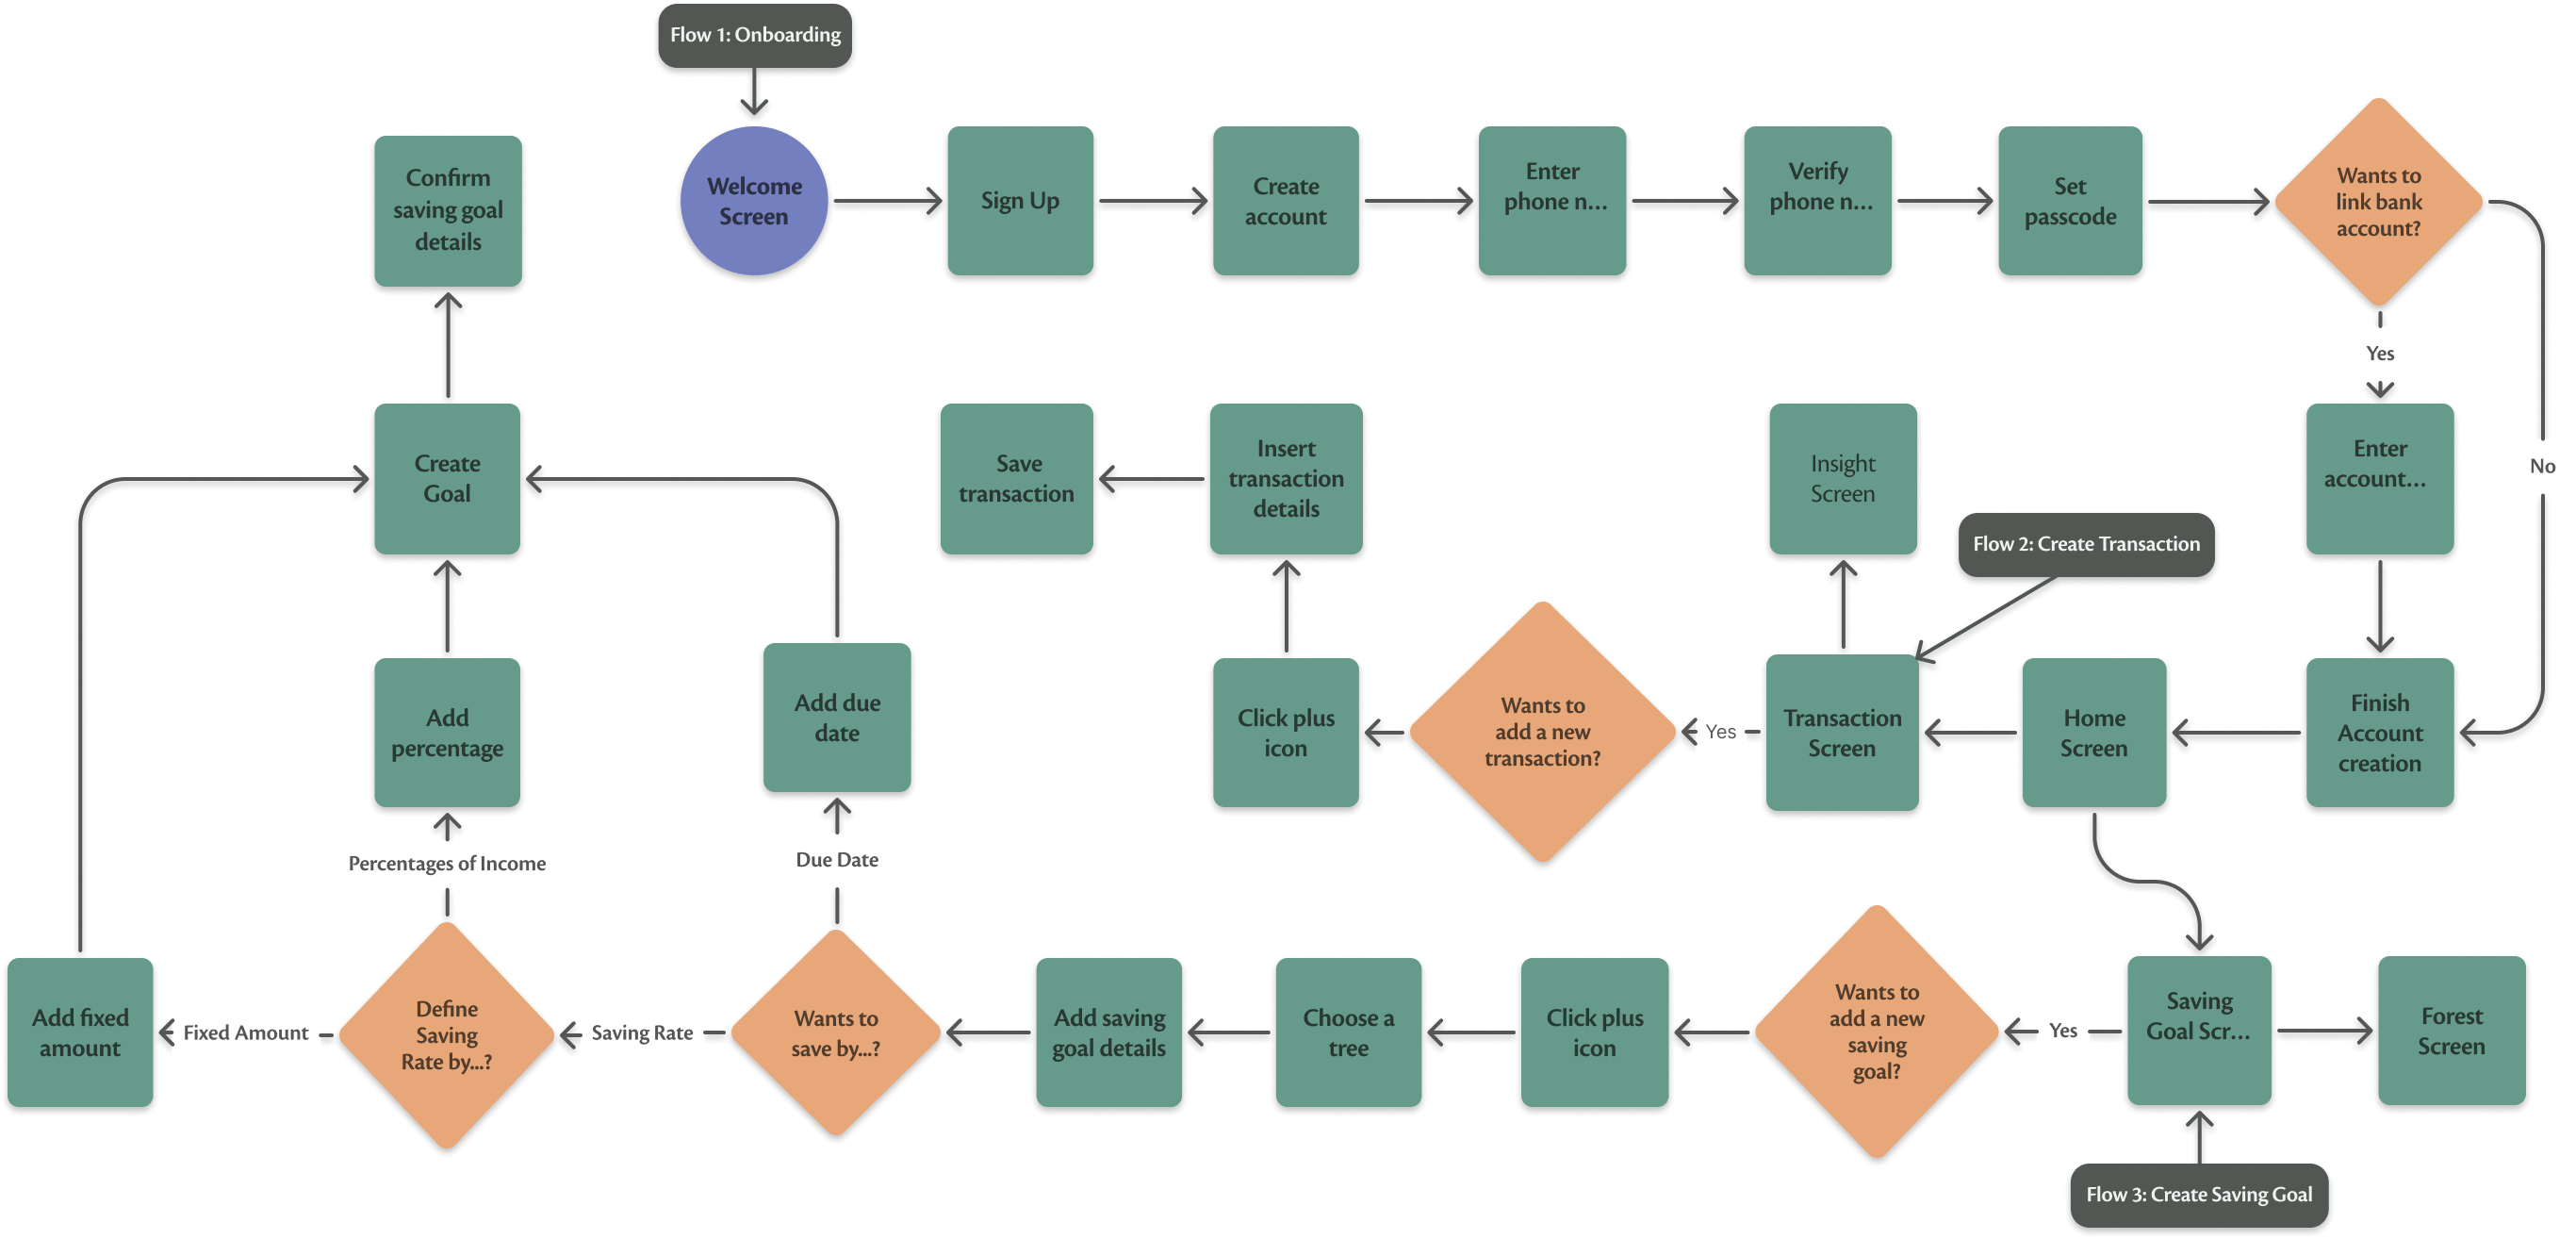 Flow 1: Onboarding
Welcome
Screen
Sign Up
Create
account
Enter
phone n...
Verify
phone n...
Set
passcode
Wants to
link bank
account?
Yes
No
Enter
account...
Finish
Account
creation
Home
Screen
Flow 2: Create Transaction
Transaction
Screen
Insight
Screen
Yes
Wants to
add a new
transaction?
Click plus
icon
Insert
transaction
details
Save
transaction
Flow 3: Create Saving Goal
Saving
Goal Scr...
Forest
Screen
Yes
Wants to
add a new
saving
goal?
Click plus
icon
Choose a
tree
Add saving
goal details
Wants to
save by...?
Due Date
Add due
date
Saving Rate
Define
Saving
Rate by...?
Percentages of Income
Add
percentage
Fixed Amount
Add fixed
amount
Create
Goal
Confirm
saving goal
details